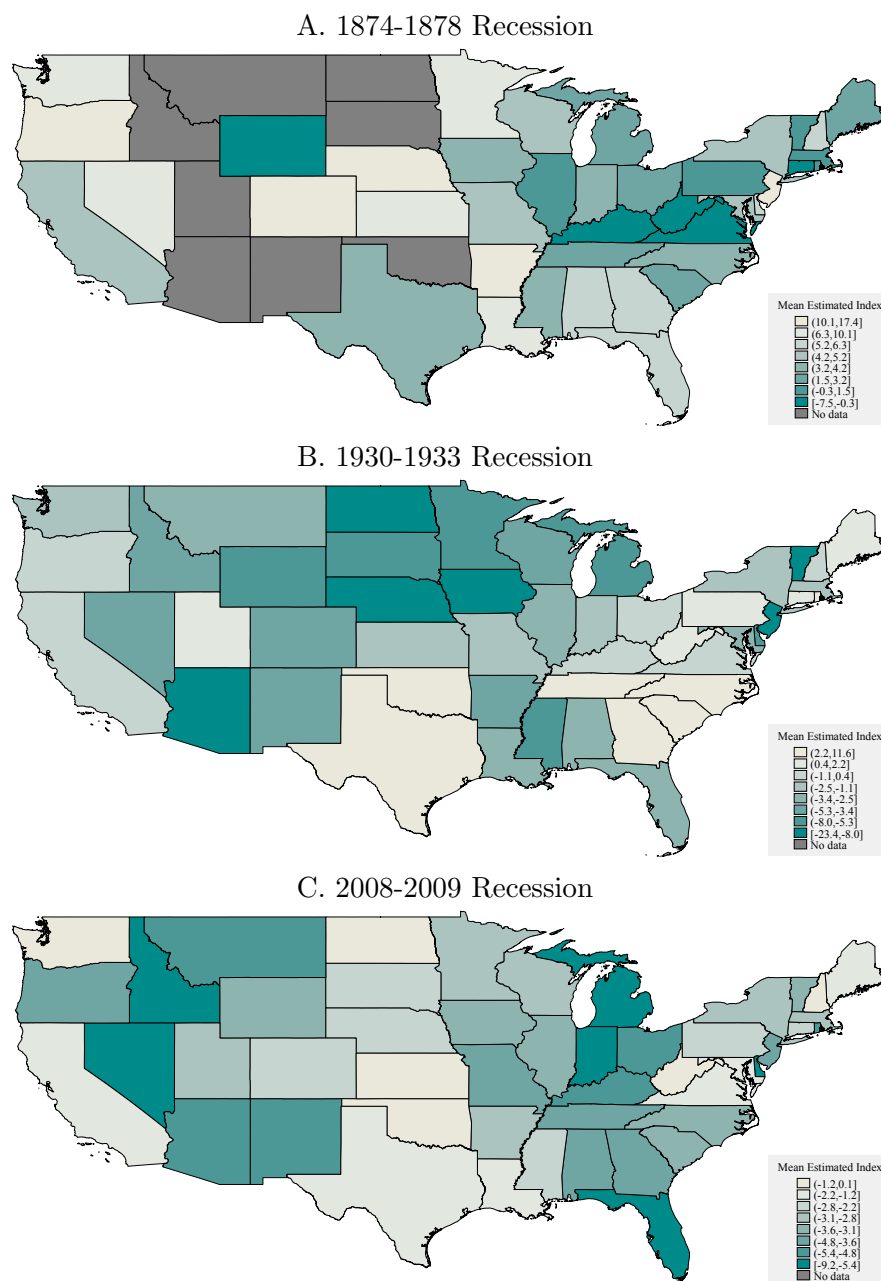 A. 1874-1878 Recession
Mean Estimated Index
(10.1,17.4]
(6.3,10.1]
(5.2,6.3]
(4.2,5.2]
(3.2,4.2]
(1.5,3.2]
(-0.3,1.5]
[-7.5,-0.3]
No data
B. 1930-1933 Recession
Mean Estimated Index
(2.2,11.6]
(0.4,2.2]
(-1.1,0.4]
(-2.5,-1.1]
(-3.4,-2.5]
(-5.3,-3.4]
(-8.0,-5.3]
[-23.4,-8.0]
No data
C. 2008-2009 Recession
Mean Estimated Index
(-1.2,0.1]
(-2.2,-1.2]
(-2.8,-2.2]
(-3.1,-2.8]
(-3.6,-3.1]
(-4.8,-3.6]
(-5.4,-4.8]
[-9.2,-5.4]
No data